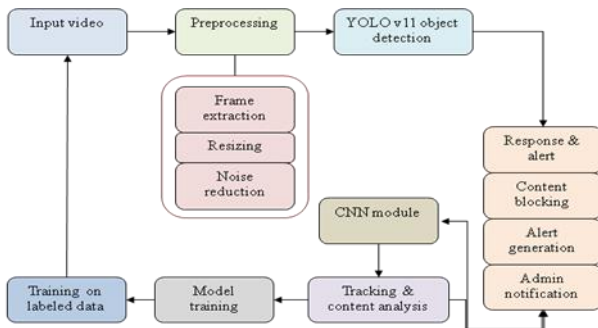 Input video
Preprocessing
YOLO v11 object
detection
Frame
extraction
Resizing
Noise
reduction
Response &
alert
Content
blocking
Alert
generation
Admin
notification
CNN module
Tracking &
content analysis
Model
training
Training on
labeled data